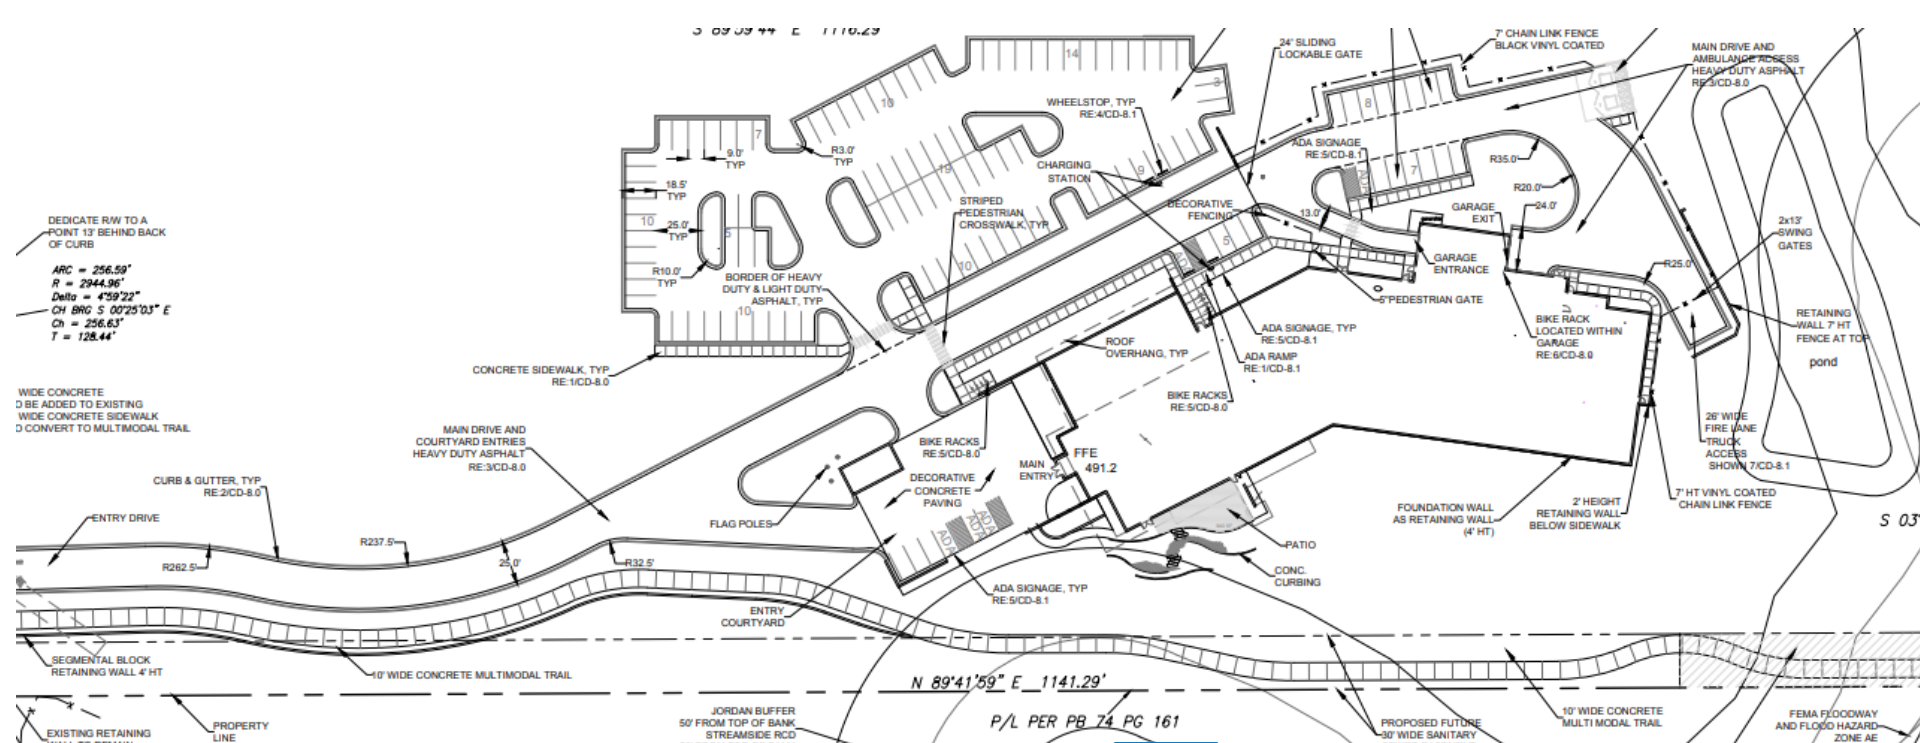 S 89°59'44" E 1116.29'
24' SLIDING
LOCKABLE GATE
7' CHAIN LINK FENCE
BLACK VINYL COATED
MAIN DRIVE AND
AMBULANCE ACCESS
HEAVY DUTY ASPHALT
RE:3/CD-8.0
14
10
3
8
7
WHEELSTOP, TYP
RE:4/CD-8.1
9.0'
TYP
R3.0'
TYP
ADA SIGNAGE
RE:5/CD-8.1
R35.0'
CHARGING
STATION
19
9
7
ADA
18.5'
TYP
R20.0'
STRIPED
PEDESTRIAN
CROSSWALK, TYP
DECORATIVE
FENCING
13.0'
GARAGE
EXIT
24.0'
2x13'
SWING
GATES
DEDICATE R/W TO A
POINT 13' BEHIND BACK
OF CURB
10
25.0'
TYP
5
5
ARC = 256.59'
R = 2944.96'
Delta = 4°59'22"
CH BRG S 00°25'03" E
Ch = 256.63'
T = 128.44'
R10.0'
TYP
BORDER OF HEAVY
DUTY & LIGHT DUTY
ASPHALT, TYP
10
ADA
GARAGE
ENTRANCE
R25.0'
5' PEDESTRIAN GATE
10
RETAINING
WALL 7' HT
FENCE AT TOP
BIKE RACK
LOCATED WITHIN
GARAGE
RE:6/CD-8.0
ADA SIGNAGE, TYP
RE:5/CD-8.1
ROOF
OVERHANG, TYP
ADA RAMP
RE:1/CD-8.1
pond
CONCRETE SIDEWALK, TYP
RE:1/CD-8.0
BIKE RACKS
RE:5/CD-8.0
WIDE CONCRETE
O BE ADDED TO EXISTING
WIDE CONCRETE SIDEWALK
O CONVERT TO MULTIMODAL TRAIL
MAIN DRIVE AND
COURTYARD ENTRIES
HEAVY DUTY ASPHALT
RE:3/CD-8.0
BIKE RACKS
RE:5/CD-8.0
FFE
491.2
MAIN
ENTRY
26' WIDE
FIRE LANE
TRUCK
ACCESS
SHOWN 7/CD-8.1
CURB & GUTTER, TYP
RE:2/CD-8.0
DECORATIVE
CONCRETE
PAVING
FOUNDATION WALL
AS RETAINING WALL
(4' HT)
2' HEIGHT
RETAINING WALL
BELOW SIDEWALK
7' HT VINYL COATED
CHAIN LINK FENCE
ENTRY DRIVE
FLAG POLES
ADA
ADA
ADA
S 03°
R237.5'
R262.5'
25.0'
R32.5'
PATIO
CONC.
CURBING
ADA SIGNAGE, TYP
RE:5/CD-8.1
ENTRY
COURTYARD
SEGMENTAL BLOCK
RETAINING WALL 4' HT
10' WIDE CONCRETE MULTIMODAL TRAIL
N 89°41'59" E 1141.29'
PROPERTY
LINE
EXISTING RETAINING
WALL TO REMAIN
JORDAN BUFFER
50' FROM TOP OF BANK
STREAMSIDE RCD
P/L PER PB 74 PG 161
PROPOSED FUTURE
30' WIDE SANITARY
10' WIDE CONCRETE
MULTI MODAL TRAIL
FEMA FLOODWAY
AND FLOOD HAZARD
ZONE AE